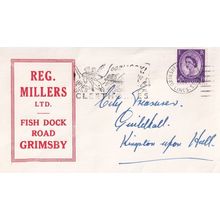 REG.
MILLERS
LTD.
FISH DOCK
ROAD
GRIMSBY
City Treasurer,
Guildhall,
Kingston upon Hull.